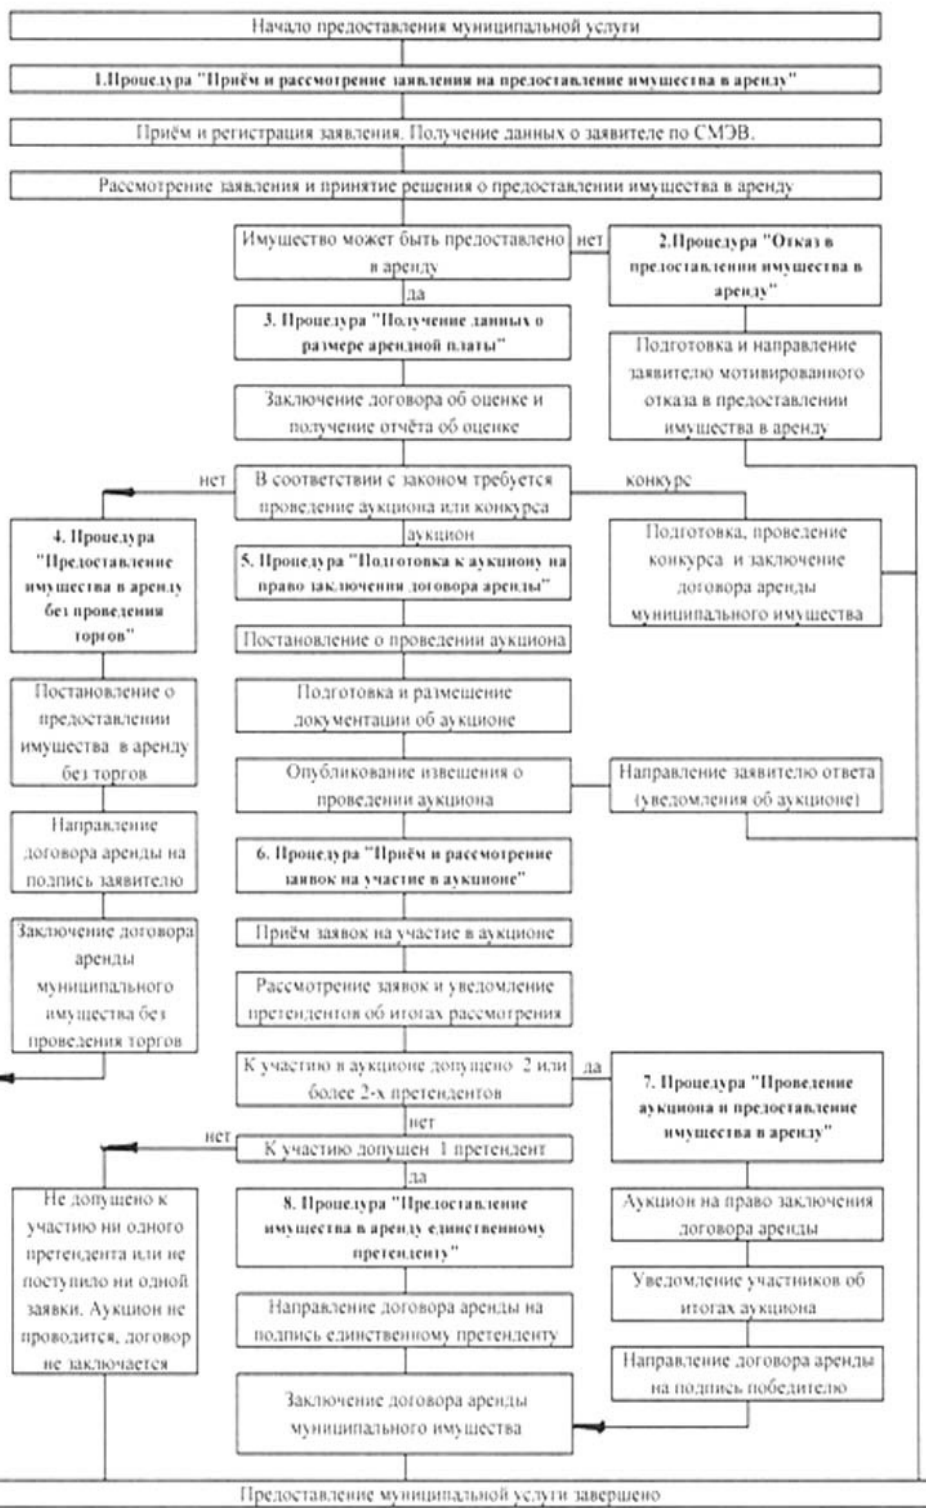 Начало предоставления муниципальной услуги
1.Процедура "Приём и рассмотрение заявления на предоставление имущества в аренду"
Приём и регистрация заявления. Получение данных о заявителе по СМЭВ.
Рассмотрение заявления и принятие решения о предоставлении имущества в аренду
Имущество может быть предоставлено
в аренду
нет
2.Процедура "Отказ в
предоставлении имущества в
аренду"
да
3. Процедура "Получение данных о
размере арендной платы"
Подготовка и направление
заявителю мотивированного
отказа в предоставлении
имущества в аренду
Заключение договора об оценке и
получение отчёта об оценке
нет
В соответствии с законом требуется
проведение аукциона или конкурса
конкурс
аукцион
4. Процедура
"Предоставление
имущества в аренду
без проведения
торгов"
5. Процедура "Подготовка к аукциону на
право заключения договора аренды"
Подготовка, проведение
конкурса и заключение
договора аренды
муниципального имущества
Постановление о проведении аукциона
Постановление о
предоставлении
имущества в аренду
без торгов
Подготовка и размещение
документации об аукционе
Опубликование извещения о
проведении аукциона
Направление заявителю ответа
(уведомления об аукционе)
Направление
договора аренды на
подпись заявителю
6. Процедура "Приём и рассмотрение
заявок на участие в аукционе"
Заключение договора
аренды
муниципального
имущества без
проведения торгов
Приём заявок на участие в аукционе
Рассмотрение заявок и уведомление
претендентов об итогах рассмотрения
К участию в аукционе допущено 2 или
более 2-х претендентов
да
7. Процедура "Проведение
аукциона и предоставление
имущества в аренду"
нет
нет
К участию допущен 1 претендент
да
Не допущено к
участию ни одного
претендента или не
поступило ни одной
заявки. Аукцион не
проводится, договор
не заключается
8. Процедура "Предоставление
имущества в аренду единственному
претенденту"
Аукцион на право заключения
договора аренды
Уведомление участников об
итогах аукциона
Направление договора аренды на
подпись единственному претенденту
Направление договора аренды
на подпись победителю
Заключение договора аренды
муниципального имущества
Предоставление муниципальной услуги завершено